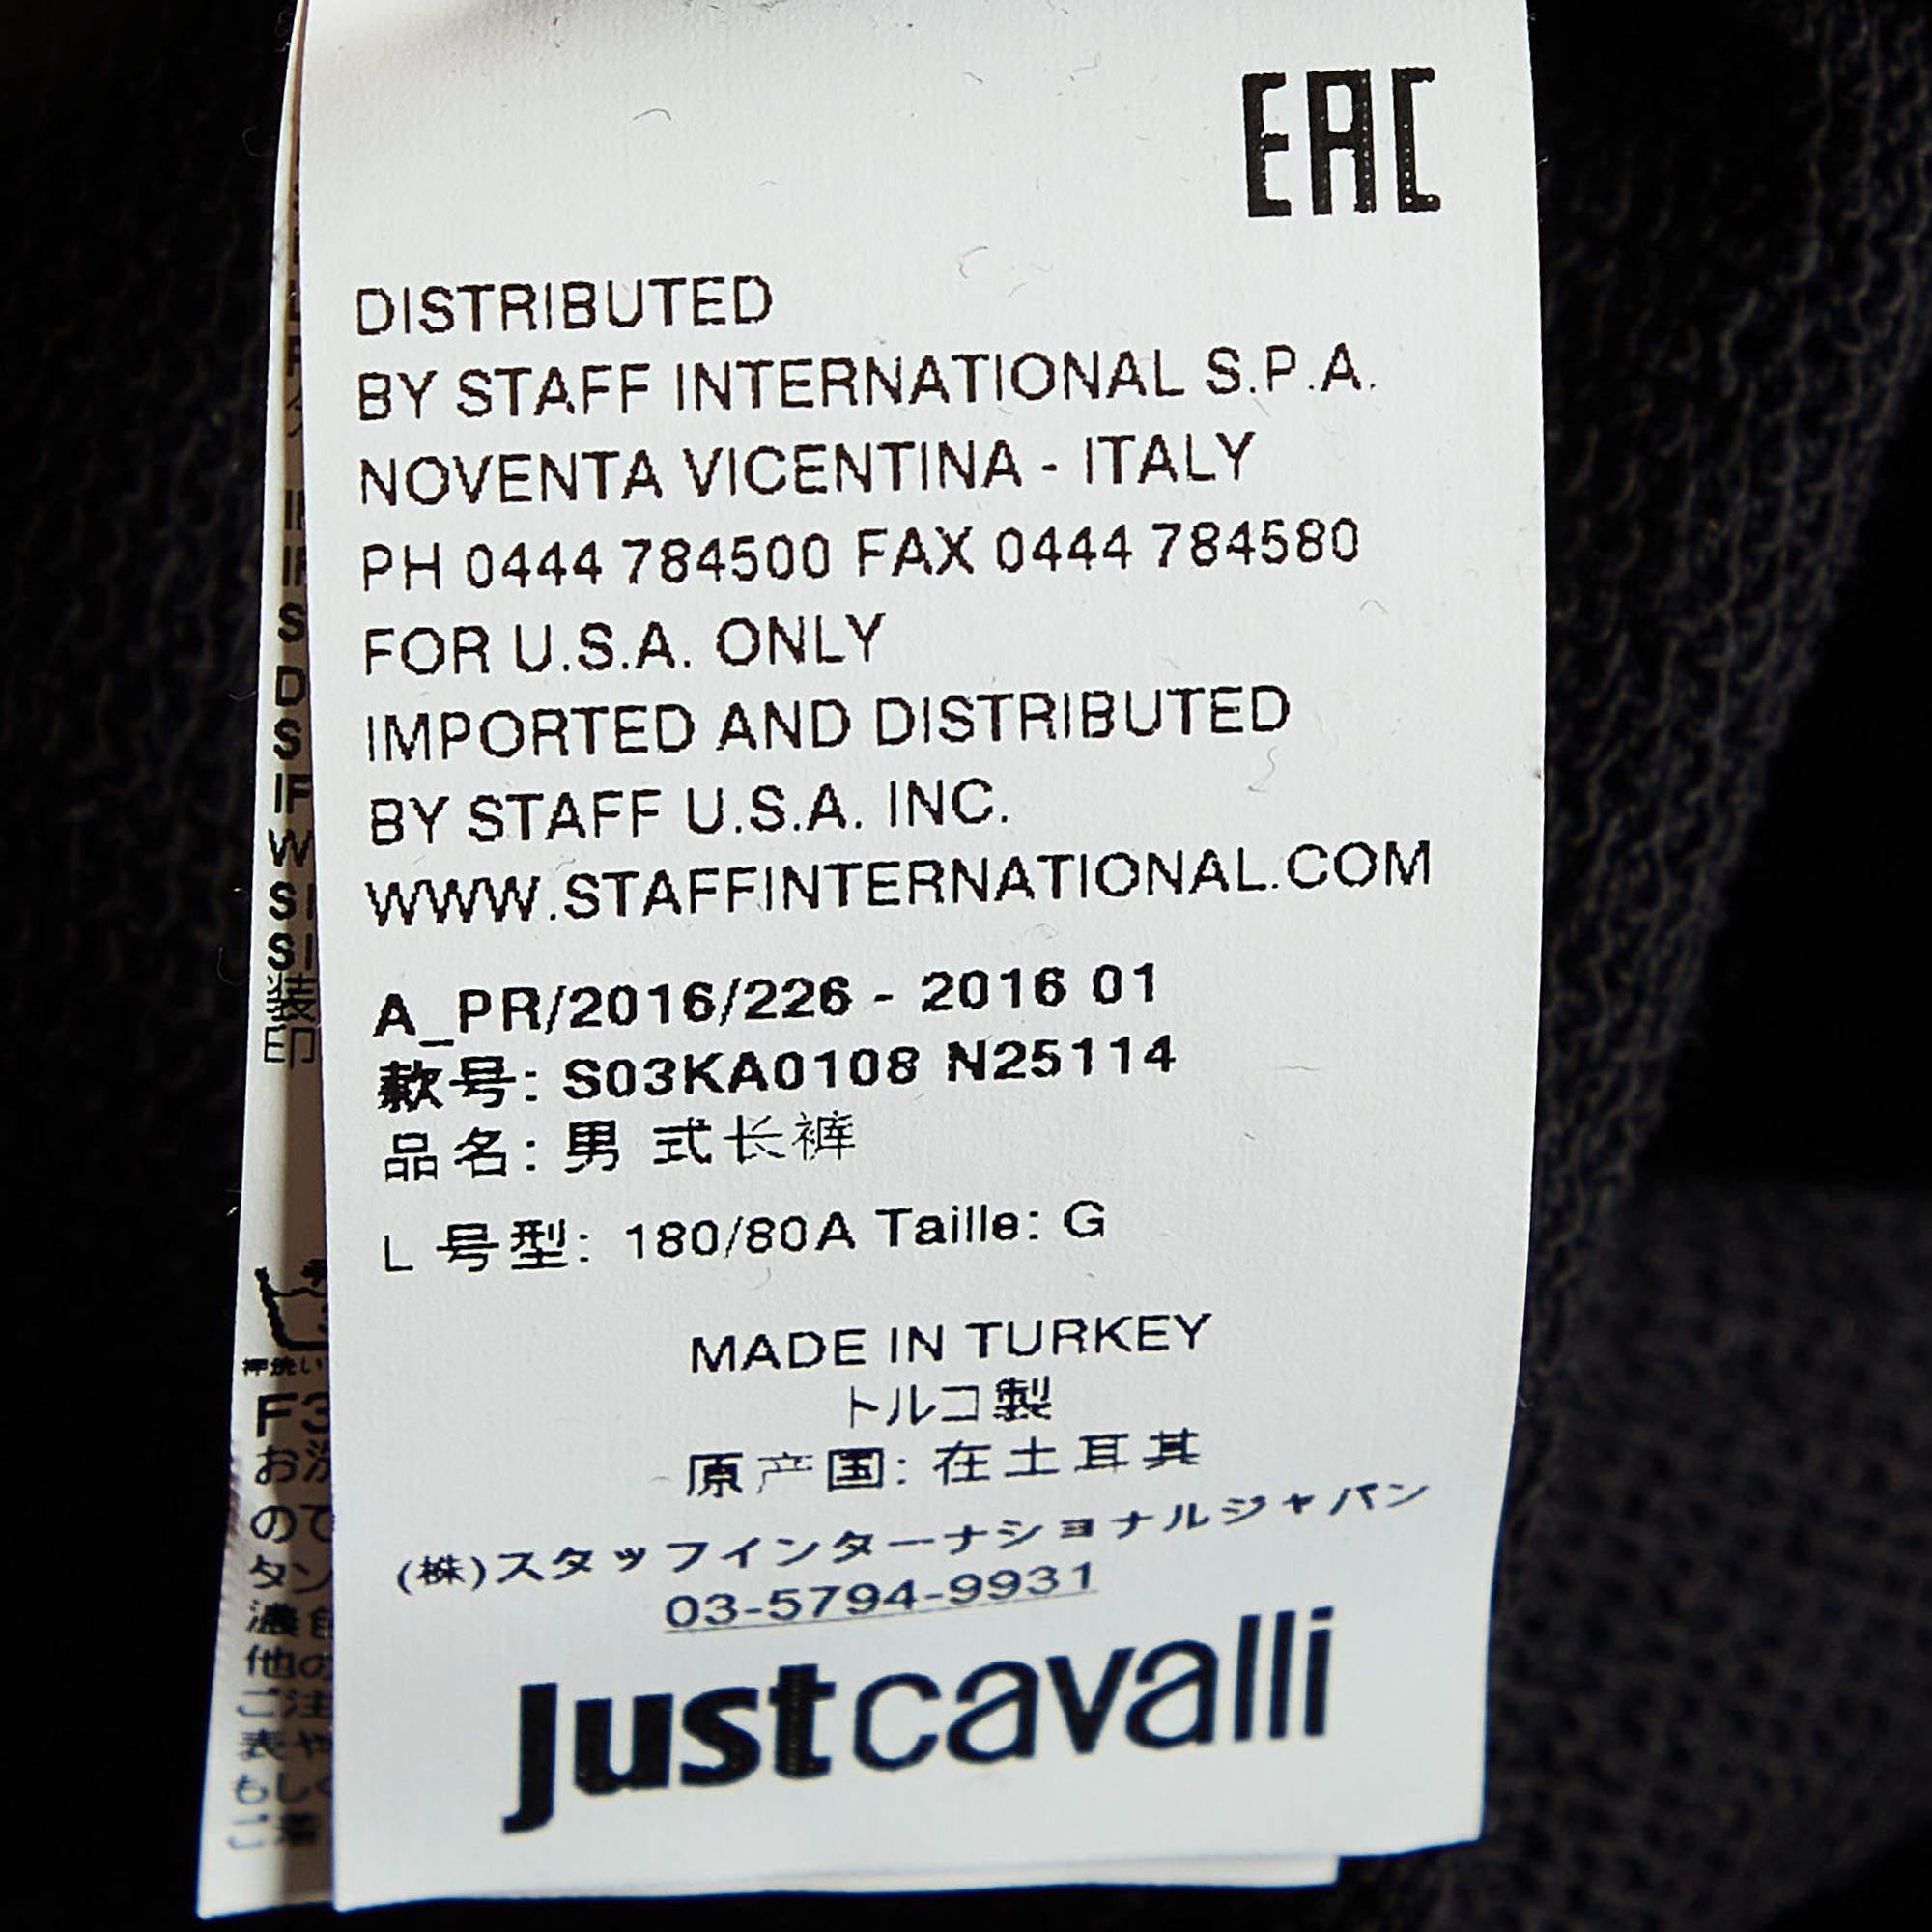 EAC
DISTRIBUTED
BY STAFF INTERNATIONAL S.P.A.
NOVENTA VICENTINA - ITALY
PH 0444 784500 FAX 0444 784580
FOR U.S.A. ONLY
IMPORTED AND DISTRIBUTED
BY STAFF U.S.A. INC.
WWW.STAFFINTERNATIONAL.COM
A_PR/2016/226 - 2016 01
款号: S03KA0108 N25114
品名: 男 式长裤
L 号型: 180/80A Taille: G
MADE IN TURKEY
トルコ製
原产国: 在土耳其
(株)スタッフインターナショナルジャパン
03-5794-9931
Justcavalli